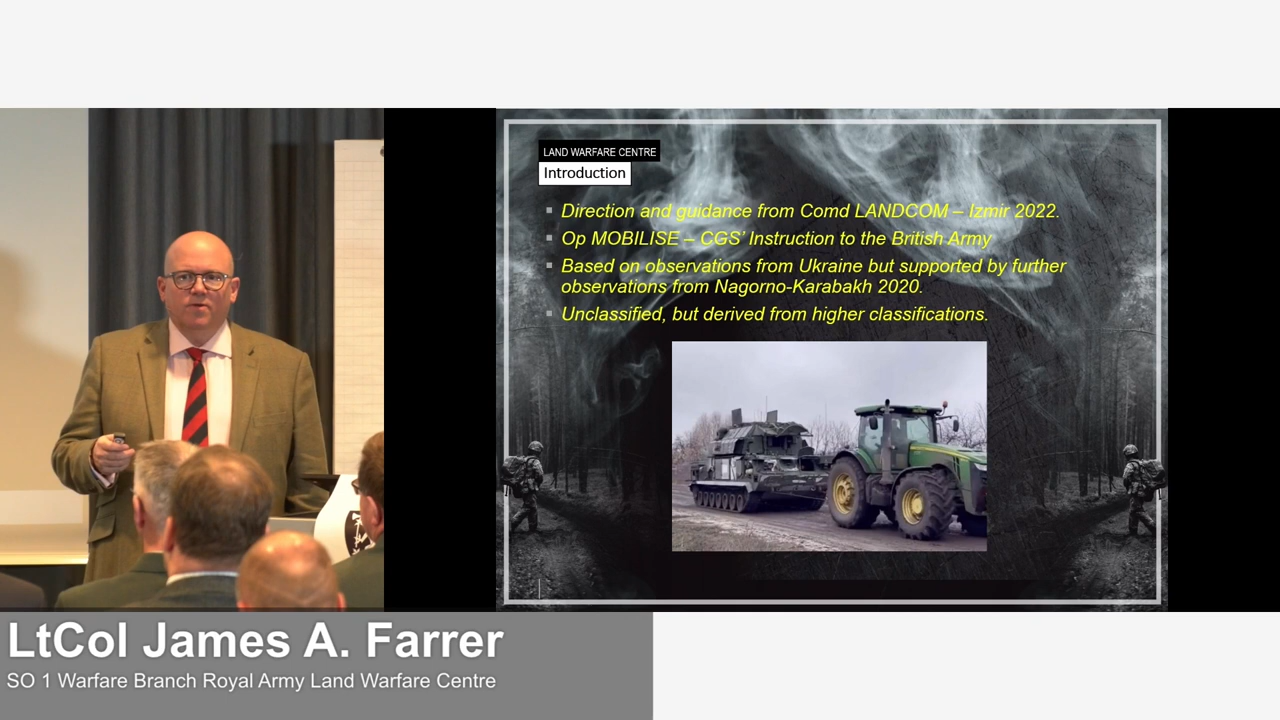 LAND WARFARE CENTRE
Introduction
Direction and guidance from Comd LANDCOM – Izmir 2022.
Op MOBILISE – CGS' Instruction to the British Army
Based on observations from Ukraine but supported by further
observations from Nagorno-Karabakh 2020.
Unclassified, but derived from higher classifications.
LtCol James A. Farrer
SO 1 Warfare Branch Royal Army Land Warfare Centre